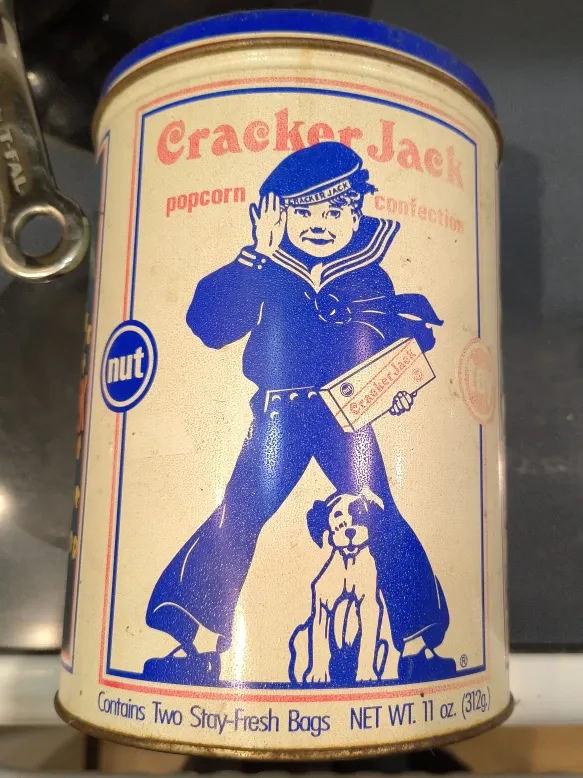 Cracker Jack
popcorn confection
CRACKER JACK
nut
Cracker Jack
Contains Two Stay-Fresh Bags NET WT. 11 oz. (312g.)
®
T-FAL